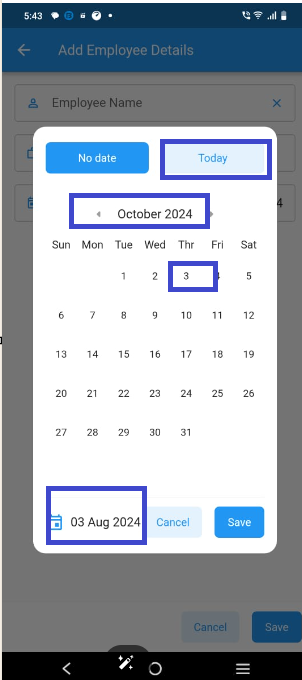 5:43
Add Employee Details
Employee Name
No date Today
October 2024
Sun Mon Tue Wed Thr Fri Sat
1 2 3 4 5
6 7 8 9 10 11 12
13 14 15 16 17 18 19
20 21 22 23 24 25 26
27 28 29 30 31
03 Aug 2024 Cancel Save
Cancel Save